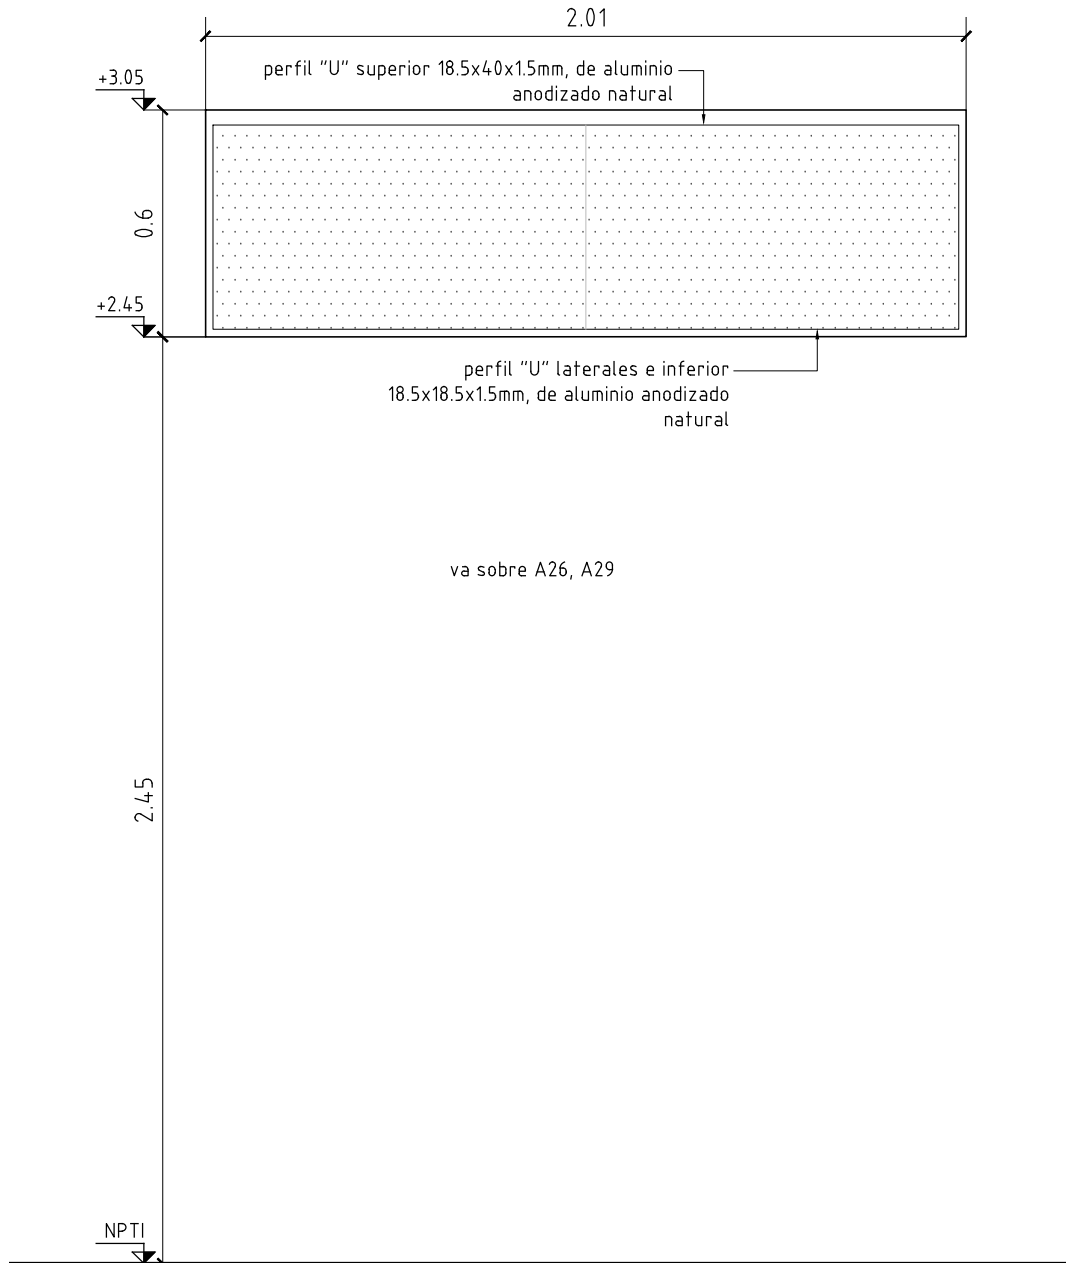 2.01
perfil "U" superior 18.5x40x1.5mm, de aluminio
anodizado natural
+3.05
0.6
+2.45
perfil "U" laterales e inferior
18.5x18.5x1.5mm, de aluminio anodizado
natural
va sobre A26, A29
2.45
NPTI